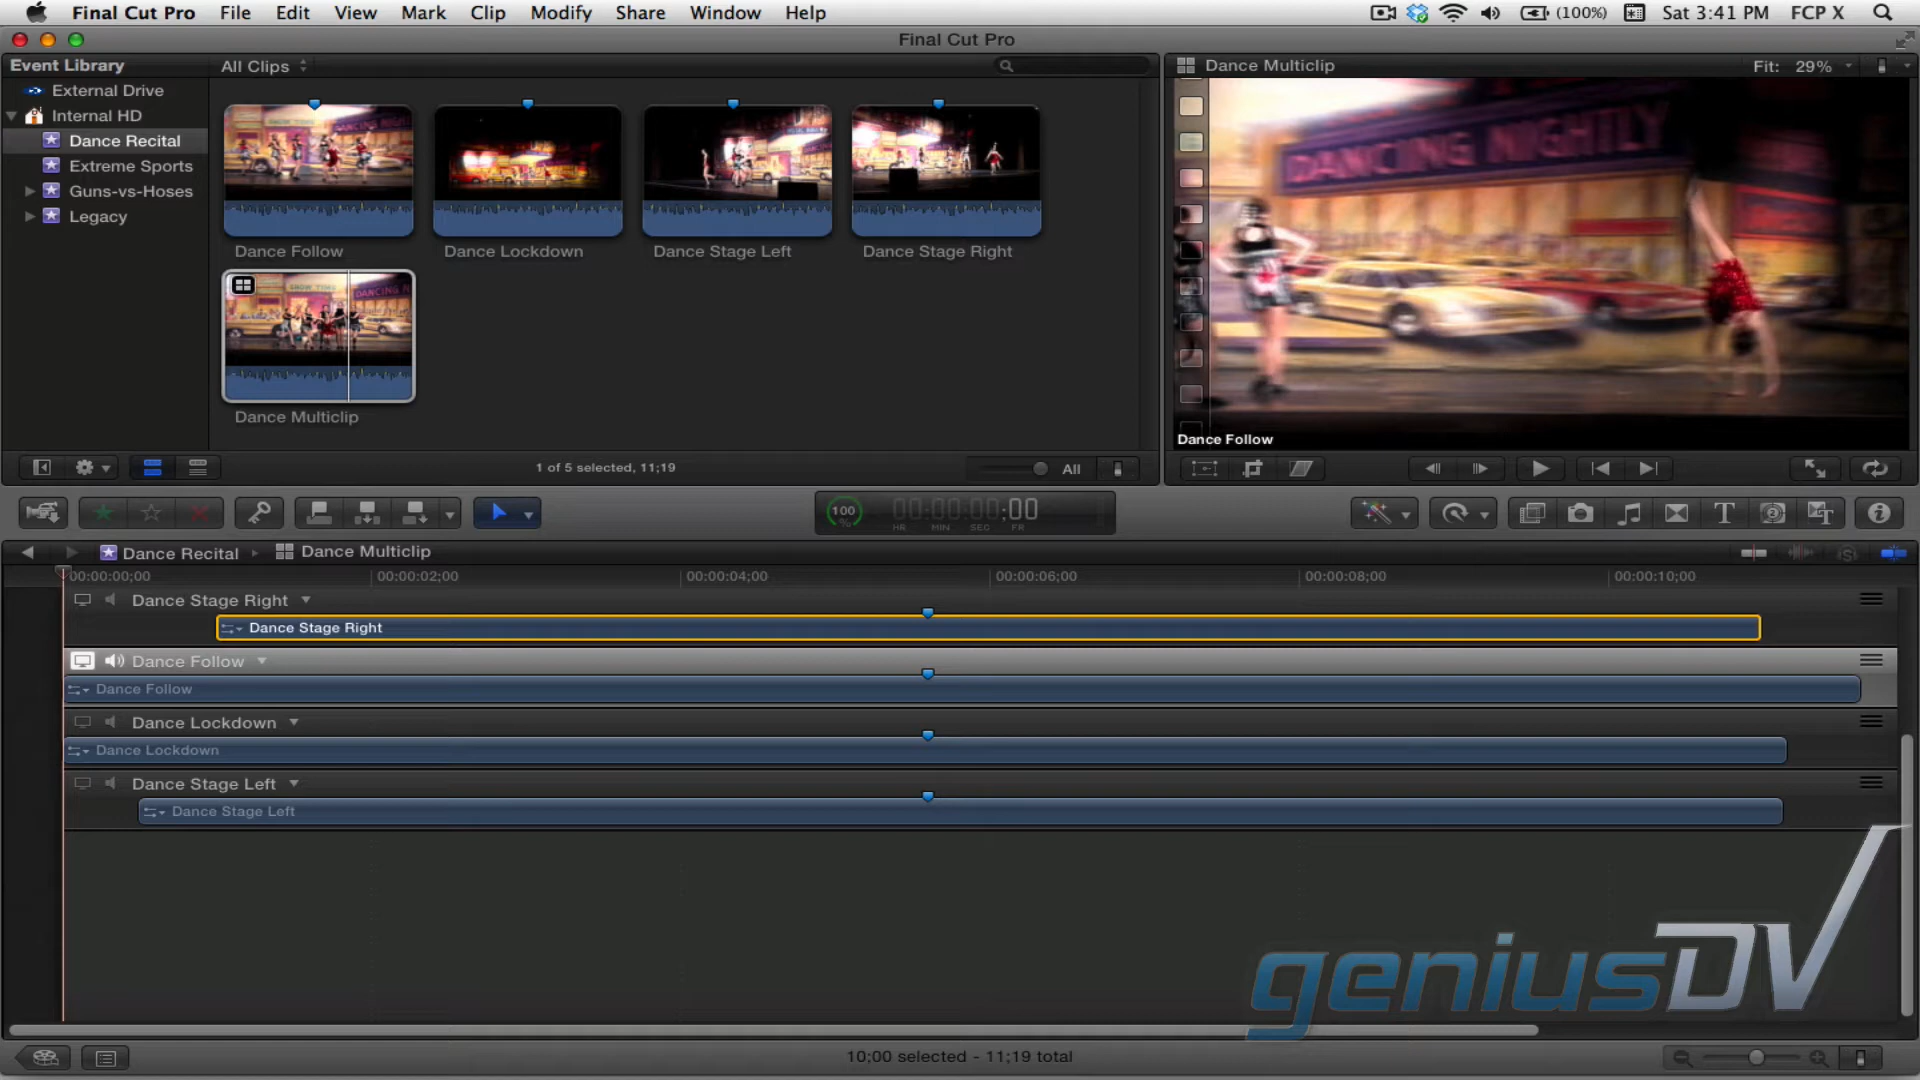 Final Cut Pro File Edit View Mark Clip Modify Share Window Help (100%) Sat 3:41 PM FCP X
Final Cut Pro
Event Library
All Clips
Dance Multiclip
Fit: 29%
External Drive
Internal HD
Dance Recital
Extreme Sports
Guns-vs-Hoses
Legacy
Dance Follow
Dance Lockdown
Dance Stage Left
Dance Stage Right
Dance Multiclip
DANCING NIGHTLY
Dance Follow
1 of 5 selected, 11;19
All
100
%
00:00:00;00
HR MIN SEC FR
Dance Recital
Dance Multiclip
00:00:00;00
00:00:02;00
00:00:04;00
00:00:06;00
00:00:08;00
00:00:10;00
Dance Stage Right
Dance Stage Right
Dance Follow
Dance Follow
Dance Lockdown
Dance Lockdown
Dance Stage Left
Dance Stage Left
geniusDV
10;00 selected - 11;19 total